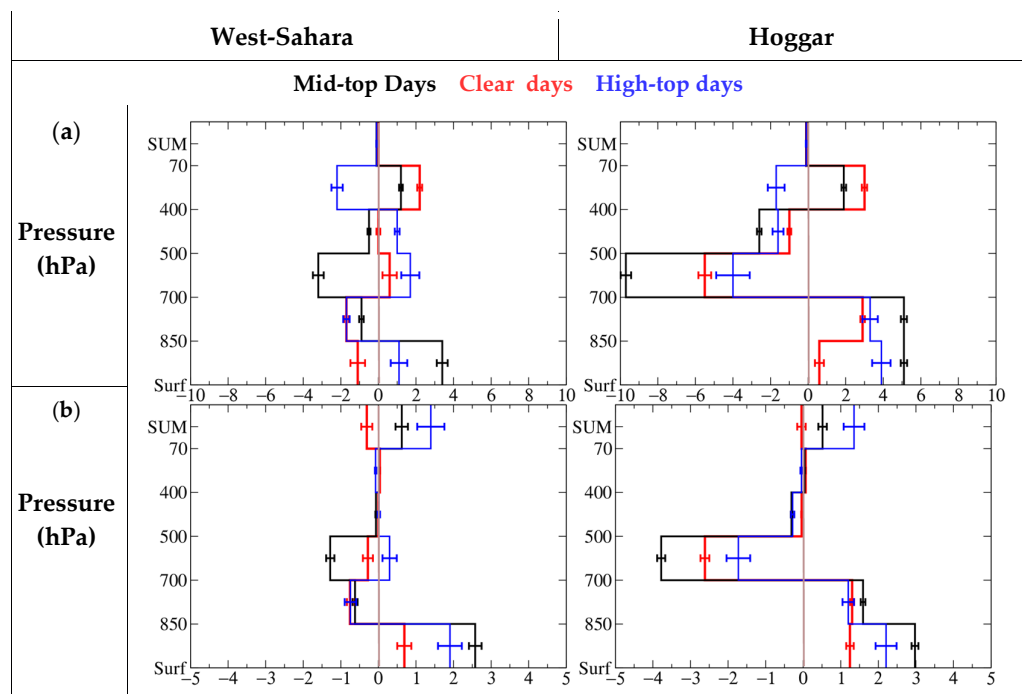 West-Sahara Hoggar
Mid-top Days Clear days High-top days
(a)
Pressure
(hPa)
SUM
70
400
500
700
850
Surf
−10 −8 −6 −4 −2 0 2 4 6 8 10
SUM
70
400
500
700
850
Surf
−10 −8 −6 −4 −2 0 2 4 6 8 10
(b)
Pressure
(hPa)
SUM
70
400
500
700
850
Surf
−5 −4 −3 −2 −1 0 1 2 3 4 5
SUM
70
400
500
700
850
Surf
−5 −4 −3 −2 −1 0 1 2 3 4 5